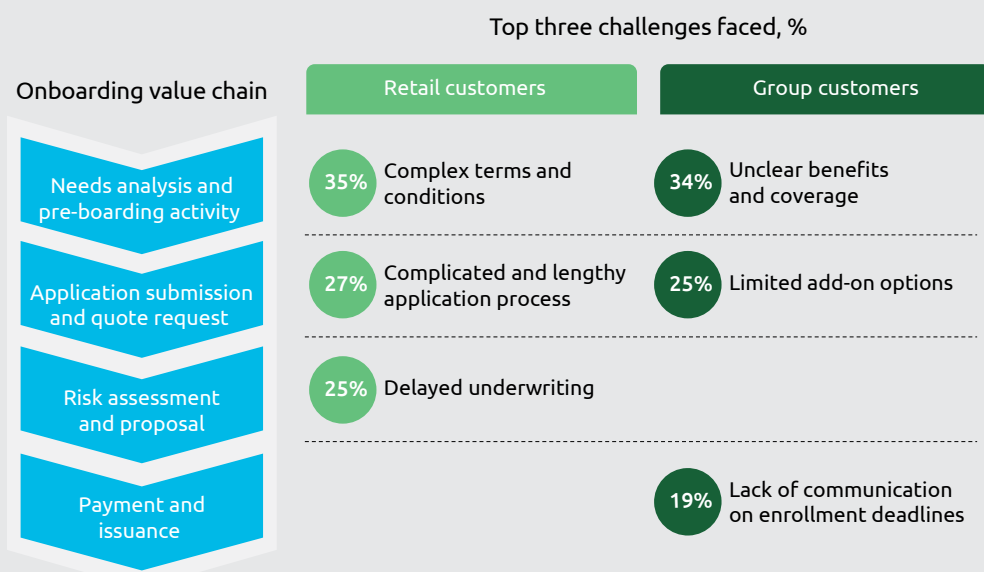 Top three challenges faced, %
Onboarding value chain
Retail customers
Group customers
Needs analysis and
pre-boarding activity
35%
Complex terms and
conditions
34%
Unclear benefits
and coverage
Application submission
and quote request
27%
Complicated and lengthy
application process
25%
Limited add-on options
Risk assessment
and proposal
25%
Delayed underwriting
Payment and
issuance
19%
Lack of communication
on enrollment deadlines